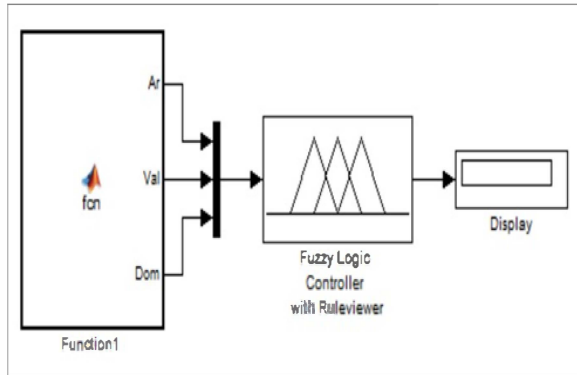 Ar
fcn
Val
Dom
Function1
Fuzzy Logic
Controller
with Ruleviewer
Display